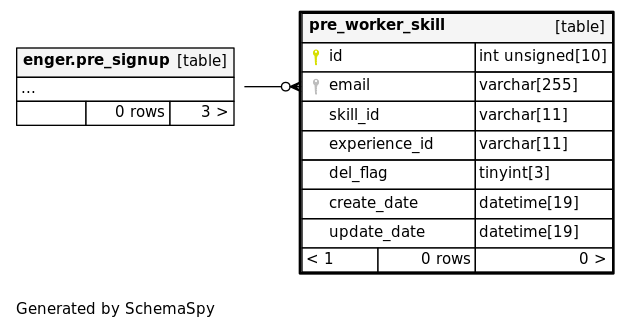 enger.pre_signup [table]
...
0 rows 3 >
pre_worker_skill [table]
id int unsigned[10]
email varchar[255]
skill_id varchar[11]
experience_id varchar[11]
del_flag tinyint[3]
create_date datetime[19]
update_date datetime[19]
< 1 0 rows 0 >
Generated by SchemaSpy